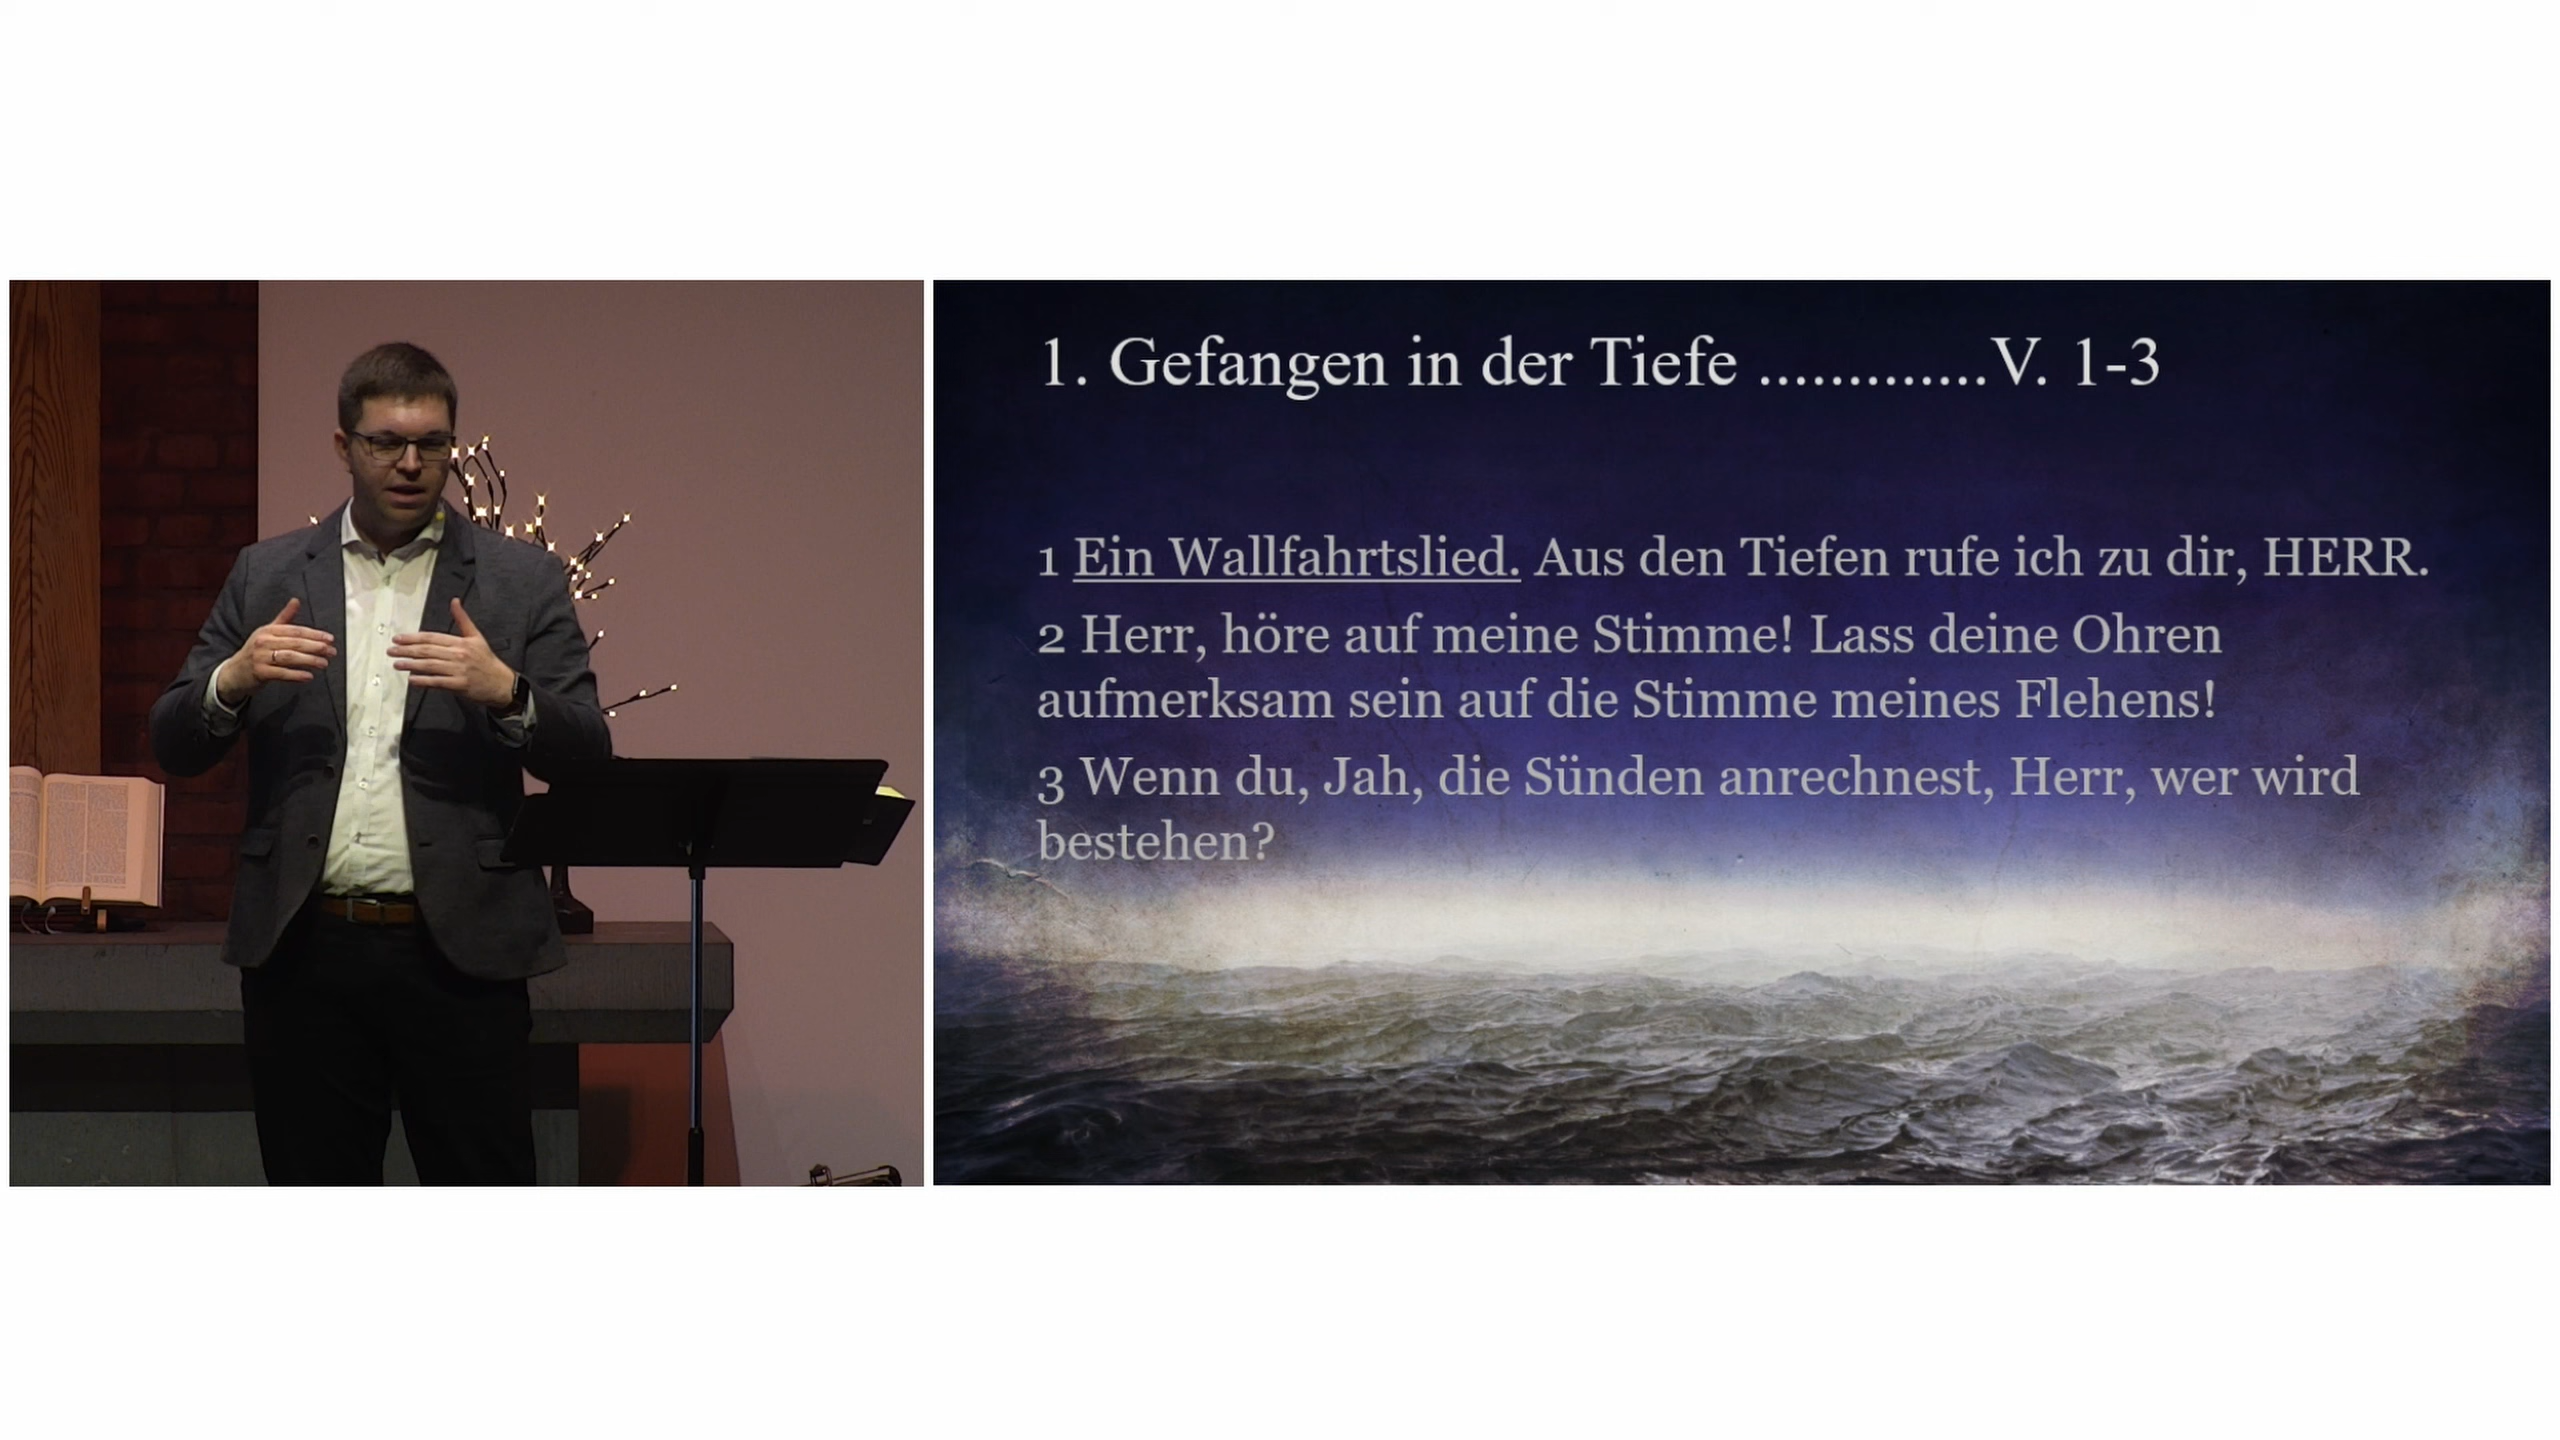 1. Gefangen in der Tiefe .............V. 1-3
1 Ein Wallfahrtslied. Aus den Tiefen rufe ich zu dir, HERR.
2 Herr, höre auf meine Stimme! Lass deine Ohren
aufmerksam sein auf die Stimme meines Flehens!
3 Wenn du, Jah, die Sünden anrechnest, Herr, wer wird
bestehen?